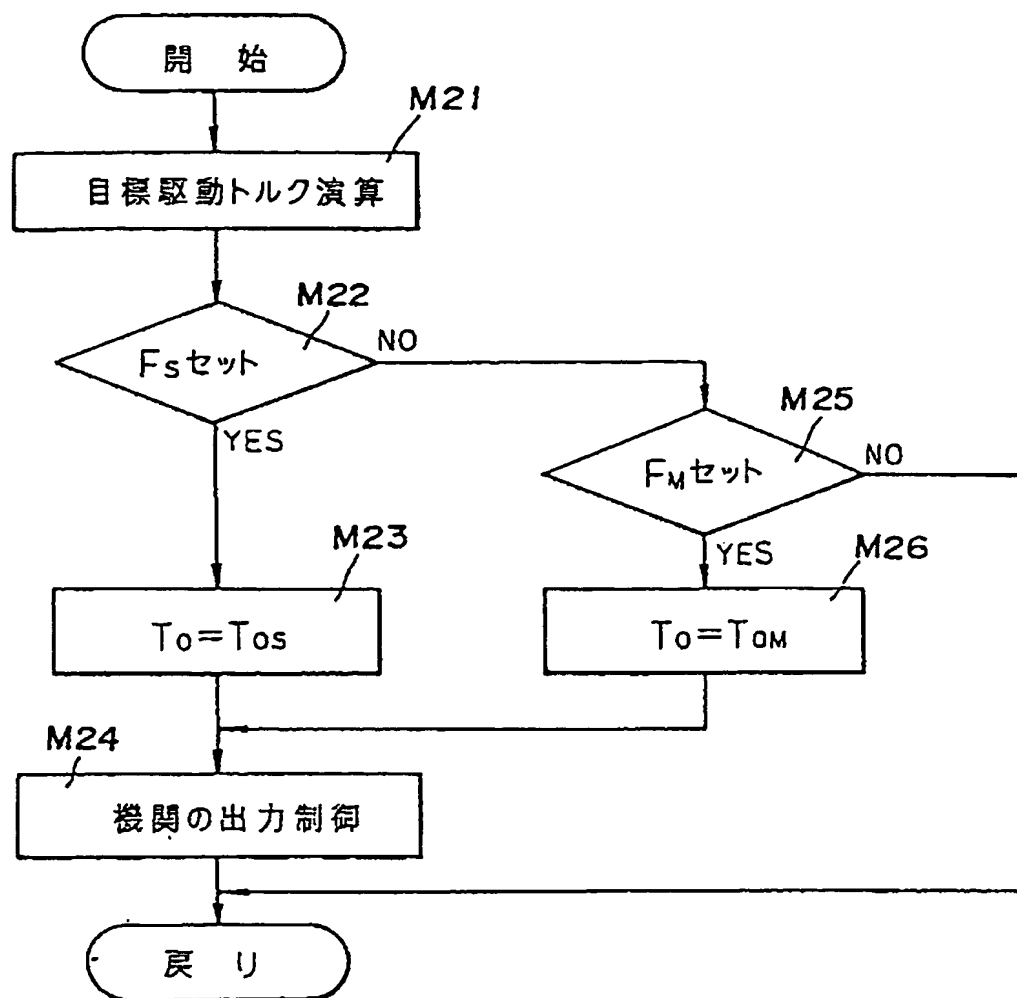 開 始
M21
目標駆動トルク演算
M22
FSセット
NO
YES
M25
FMセット
NO
YES
M23
TO=TOS
M26
TO=TOM
M24
機関の出力制御
戻 り